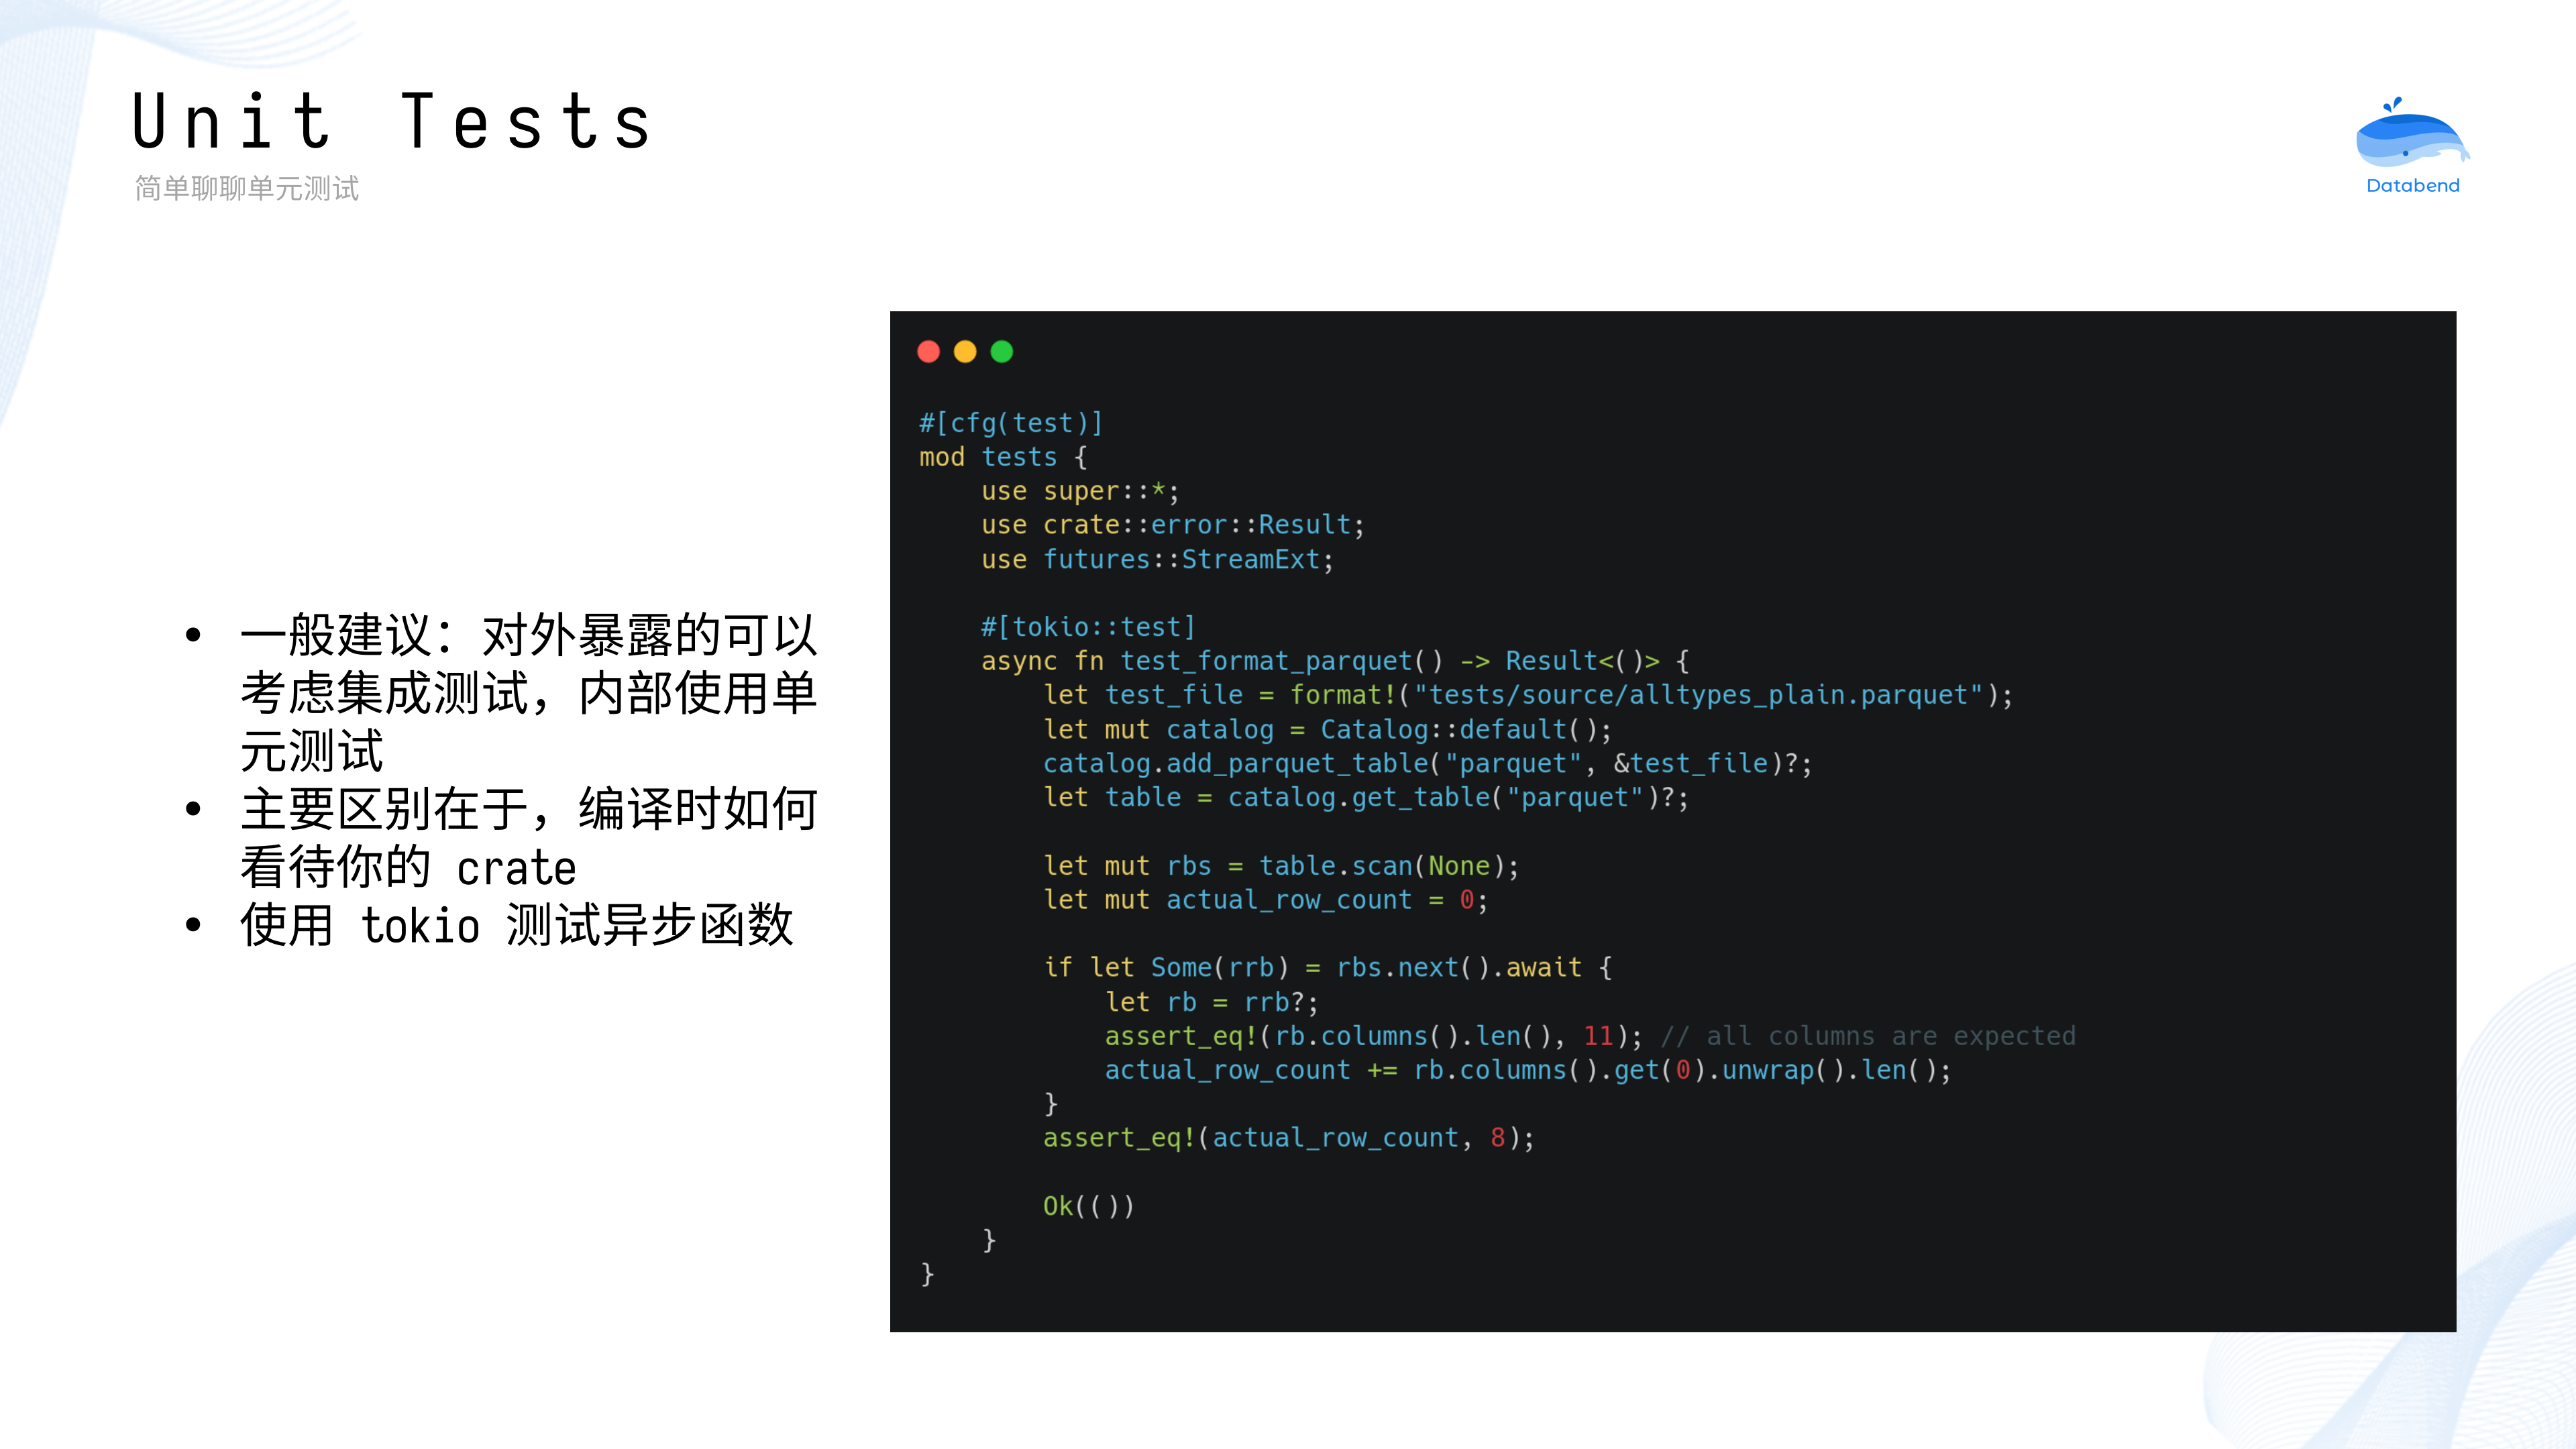 Unit Tests
简单聊聊单元测试
Databend
• 一般建议：对外暴露的可以
考虑集成测试，内部使用单
元测试
• 主要区别在于，编译时如何
看待你的 crate
• 使用 tokio 测试异步函数
#[cfg(test)]
mod tests {
    use super::*;
    use crate::error::Result;
    use futures::StreamExt;
    #[tokio::test]
    async fn test_format_parquet() -> Result<()> {
        let test_file = format!("tests/source/alltypes_plain.parquet");
        let mut catalog = Catalog::default();
        catalog.add_parquet_table("parquet", &test_file)?;
        let table = catalog.get_table("parquet")?;
        let mut rbs = table.scan(None);
        let mut actual_row_count = 0;
        if let Some(rrb) = rbs.next().await {
            let rb = rrb?;
            assert_eq!(rb.columns().len(), 11); // all columns are expected
            actual_row_count += rb.columns().get(0).unwrap().len();
        }
        assert_eq!(actual_row_count, 8);
        Ok(())
    }
}